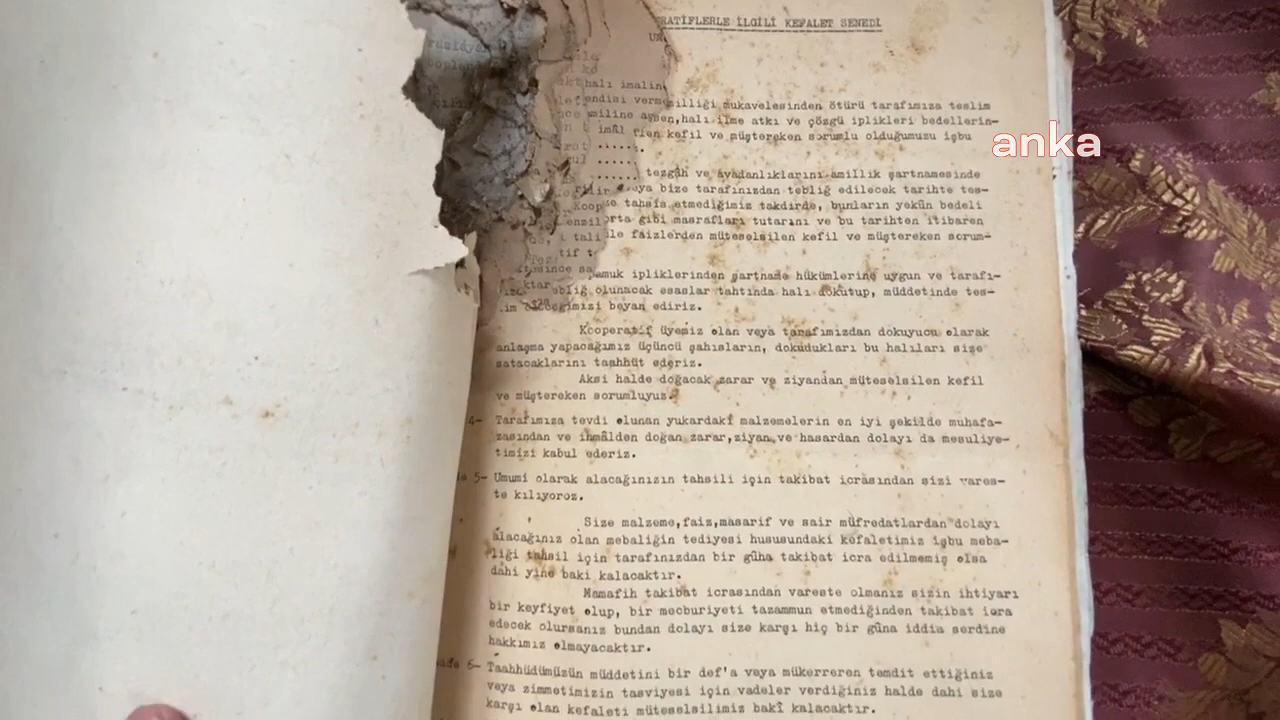 RATİFLERLE İLGİLİ KEFALET SENEDİ
halı imalin
endisi verme
milliği mukavelesinden ötürü tarafımıza teslim
miline aysen,halı ilme atkı ve çözgü iplikleri bedellerin-
imâl
kefil ve müştereken sorumlu olduğumuzu işbu
tezgâh ve avadanlıklarını amillik şartnamesinde
veya bize tarafınızdan tebliğ edilecek tarihte tes-
tahsis etmediğimiz takdirde, bunların yekûn bedeli
gibi masrafları tutarını ve bu tarihten itibaren
faizlerden müteselsilen kefil ve müştereken sorum-
pamuk ipliklerinden şartname hükümlerine uygun ve tarafı-
tebliğ olunacak esaslar tahtında halı dokutup, müddetinde tes-
lim edeceğimizi beyan ederiz.
Kooperatif üyemiz olan veya tarafımızdan dokuyucu olarak
anlaşma yapacağımız üçüncü şahısların, dokudukları bu halıları size
satacaklarını taahhüt ederiz.
Aksi halde doğacak zarar ve ziyandan müteselsilen kefil
ve müştereken sorumluyuz.
4- Tarafımıza tevdi olunan yukardaki malzemelerin en iyi şekilde muhafa-
zasından ve ihmâlden doğan zarar,ziyan,ve hasardan dolayı da mesuliye-
timizi kabul ederiz.
5- Umumi olarak alacağınızın tahsili için takibat icrasından sizi vares-
te kılıyoroz.
Size malzeme,faiz,masarif ve sair müfredatlardan dolayı
alacağınız olan mebaliğin tediyesi hususundaki kefaletimiz işbu meba-
liği tahsil için tarafınızdan bir gûna takibat icra edilmemiş olsa
dahi yine baki kalacaktır.
Mamafih takibat icrasından vareste olmanız sizin ihtiyarı
bir keyfiyet olup, bir mecburiyeti tazammun etmediğinden takibat icra
edecek olursanız bundan dolayı size karşı hiç bir gûna iddia serdine
hakkımız olmayacaktır.
6- Taahhüdümüzün müddetini bir def'a veya mükerreren temdit ettiğiniz
veya zimmetimizin tasviyesi için vadeler verdiğiniz halde dahi size
karşı olan kefaleti müteselsilimiz bakî kalacaktır.
anka